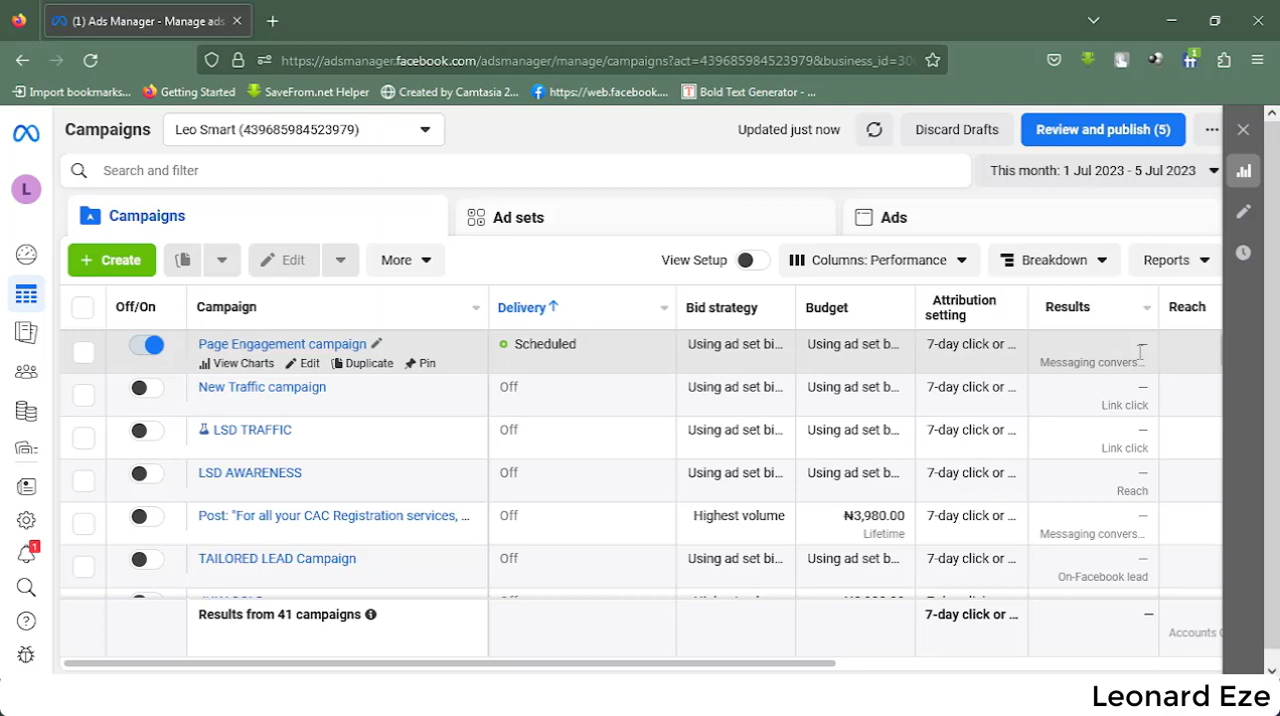 (1) Ads Manager - Manage ads
https://adsmanager.facebook.com/adsmanager/manage/campaigns?act=439685984523979&business_id=30
1
Import bookmarks...
Getting Started
SaveFrom.net Helper
Created by Camtasia 2...
https://web.facebook....
Bold Text Generator - ...
Campaigns
Leo Smart (439685984523979)
Updated just now
Discard Drafts
Review and publish (5)
L
Search and filter
This month: 1 Jul 2023 - 5 Jul 2023
Campaigns
Ad sets
Ads
+ Create
Edit
More
View Setup
Columns: Performance
Breakdown
Reports
Off/On
Campaign
Delivery ↑
Bid strategy
Budget
Attribution
setting
Results
Reach
Page Engagement campaign
View Charts
Edit
Duplicate
Pin
Scheduled
Using ad set bi...
Using ad set b...
7-day click or ...
—
Messaging convers...
New Traffic campaign
Off
Using ad set bi...
Using ad set b...
7-day click or ...
—
Link click
LSD TRAFFIC
Off
Using ad set bi...
Using ad set b...
7-day click or ...
—
Link click
LSD AWARENESS
Off
Using ad set bi...
Using ad set b...
7-day click or ...
—
Reach
Post: "For all your CAC Registration services, ...
Off
Highest volume
₦3,980.00
Lifetime
7-day click or ...
—
Messaging convers...
TAILORED LEAD Campaign
Off
Using ad set bi...
Using ad set b...
7-day click or ...
—
On-Facebook lead
Results from 41 campaigns
7-day click or ...
—
Accounts
1
Leonard Eze